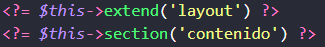 <?= $this->extend('layout') ?>
<?= $this->section('contenido') ?>